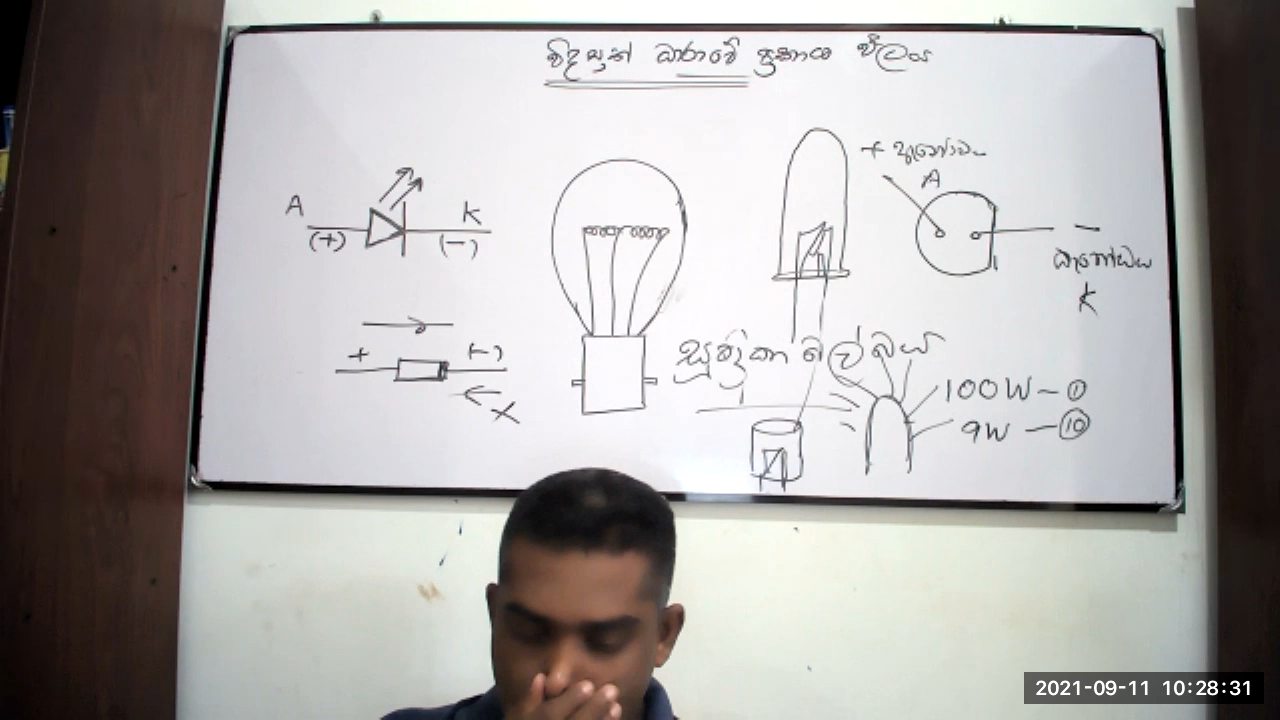 විද්‍යුත් ධාරාවේ ප්‍රකාශ ඵලය
+ ඇනෝඩය
A
A
K
(+)
(-)
-
කැතෝඩය
K
+
(-)
X
සූත්‍රිකා බල්බය
100W - ①
9W - ⑩
2021-09-11 10:28:31